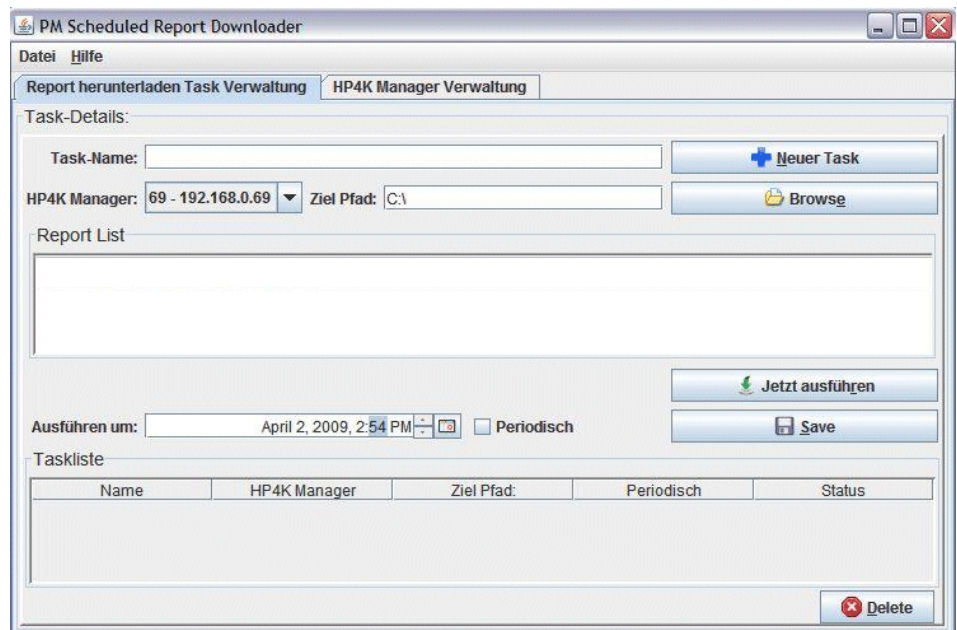 PM Scheduled Report Downloader
Datei Hilfe
Report herunterladen Task Verwaltung HP4K Manager Verwaltung
Task-Details:
Task-Name: Neuer Task
HP4K Manager: 69 - 192.168.0.69 Ziel Pfad: C:\ Browse
Report List
Jetzt ausführen
Ausführen um: April 2, 2009, 2:54 PM Periodisch Save
Taskliste
Name HP4K Manager Ziel Pfad: Periodisch Status
Delete